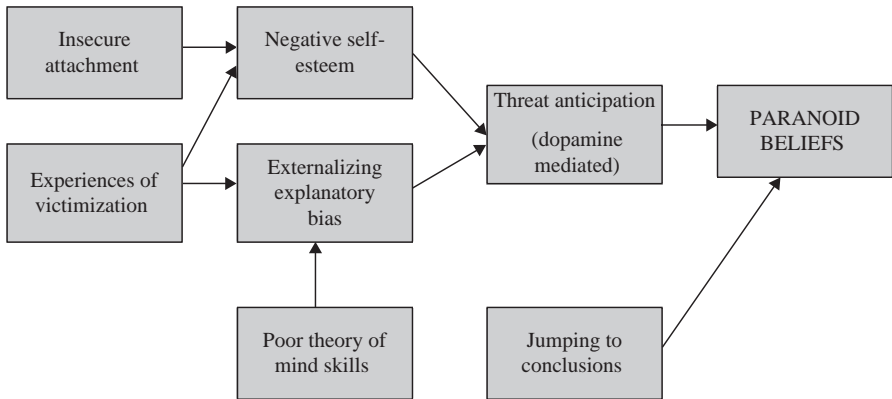 Insecure
attachment
Negative self-
esteem
Threat anticipation
(dopamine
mediated)
PARANOID
BELIEFS
Experiences of
victimization
Externalizing
explanatory
bias
Poor theory of
mind skills
Jumping to
conclusions